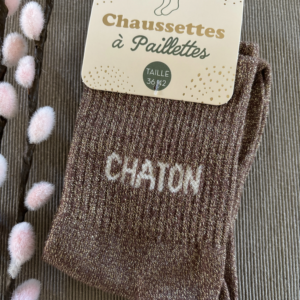 Chaussettes
à Paillettes
TAILLE
36/42
CHATON